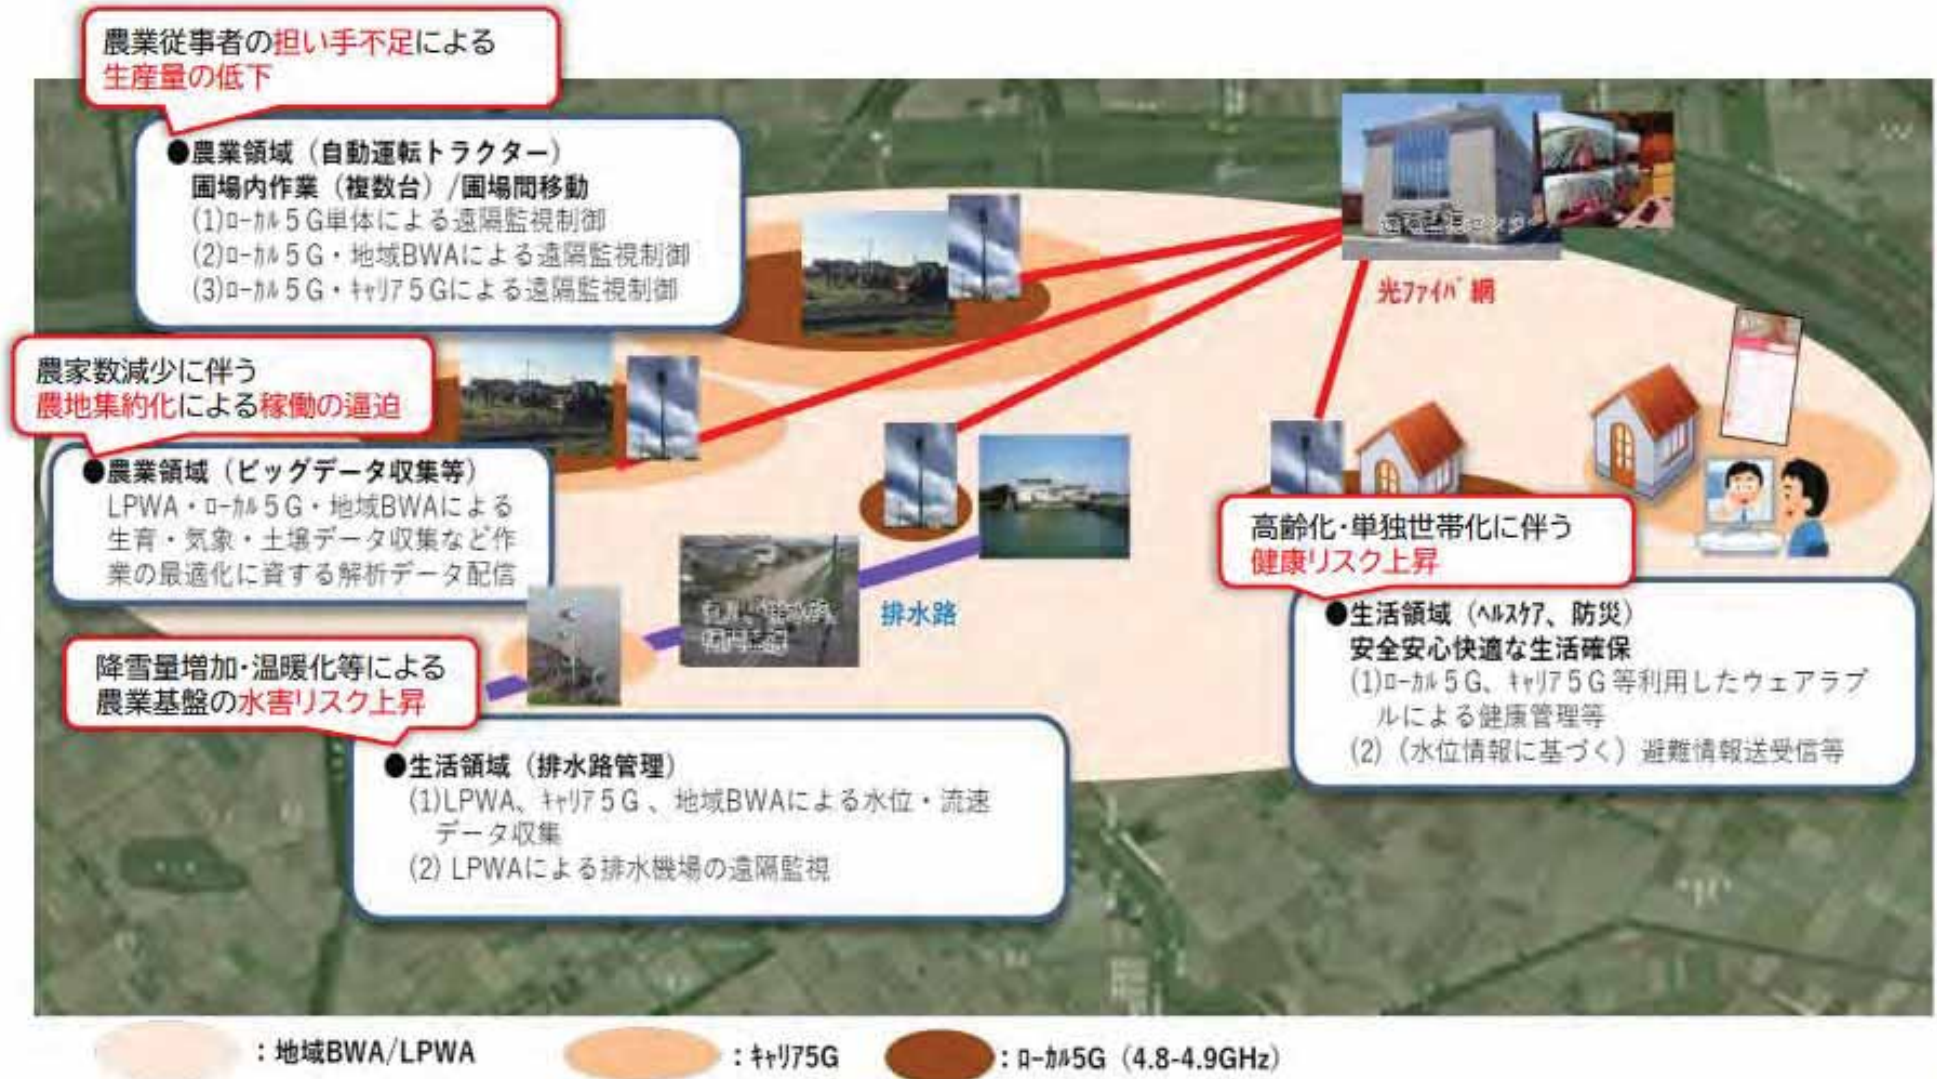 農業従事者の担い手不足による
生産量の低下
●農業領域（自動運転トラクター）
圃場内作業（複数台）/圃場間移動
(1)ﾛｰｶﾙ５G単体による遠隔監視制御
(2)ﾛｰｶﾙ５G・地域BWAによる遠隔監視制御
(3)ﾛｰｶﾙ５G・ｷｬﾘｱ５Gによる遠隔監視制御
光ﾌｧｲﾊﾞ網
農家数減少に伴う
農地集約化による稼働の逼迫
●農業領域（ビッグデータ収集等）
LPWA・ﾛｰｶﾙ５G・地域BWAによる
生育・気象・土壌データ収集など作
業の最適化に資する解析データ配信
排水路
高齢化･単独世帯化に伴う
健康リスク上昇
●生活領域（ﾍﾙｽｹｱ、防災）
安全安心快適な生活確保
(1)ﾛｰｶﾙ５G、ｷｬﾘｱ５G等利用したウェアラブ
ルによる健康管理等
(2)（水位情報に基づく）避難情報送受信等
降雪量増加･温暖化等による
農業基盤の水害リスク上昇
●生活領域（排水路管理）
(1)LPWA、ｷｬﾘｱ５G 、地域BWAによる水位・流速
データ収集
(2) LPWAによる排水機場の遠隔監視
：地域BWA/LPWA
：ｷｬﾘｱ5G
：ﾛｰｶﾙ5G（4.8-4.9GHz）